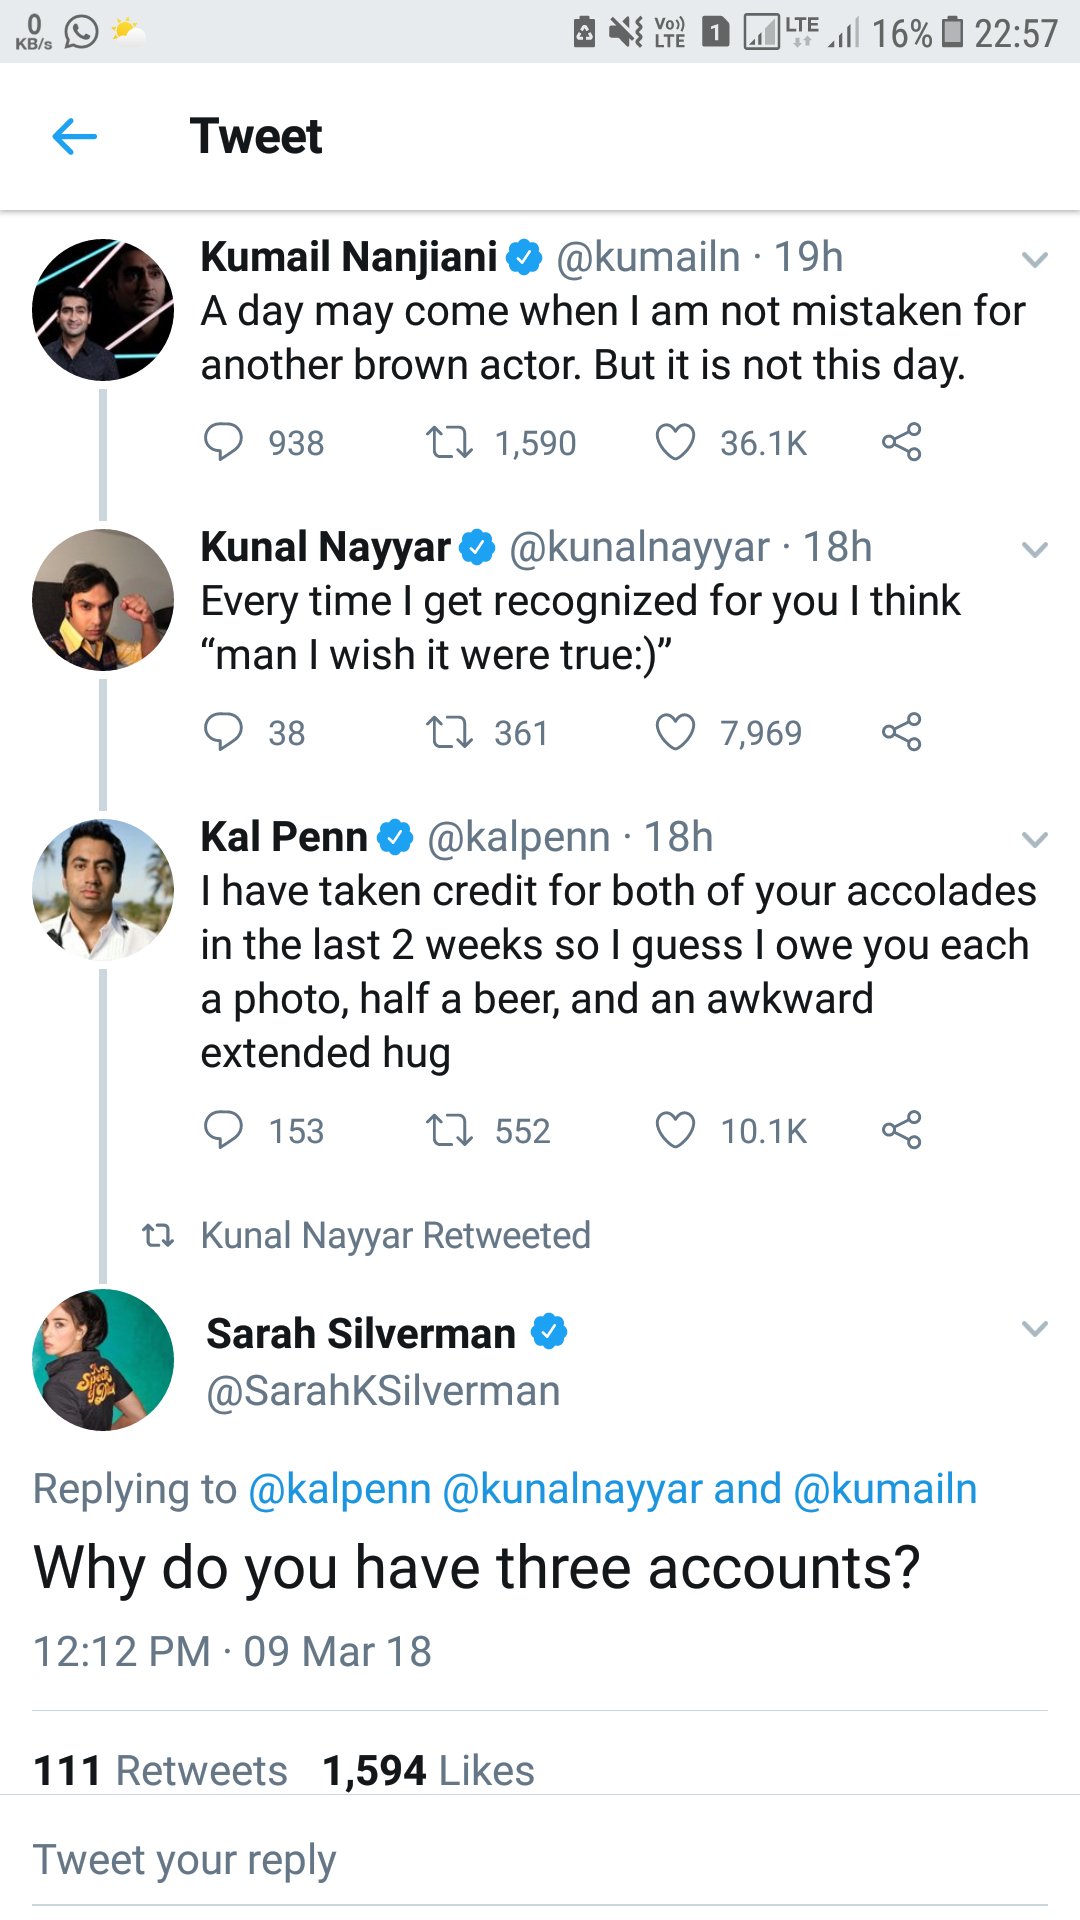 0
KB/s
Vo))
LTE
1
LTE
16%
22:57
Tweet
Kumail Nanjiani @kumailn · 19h
A day may come when I am not mistaken for
another brown actor. But it is not this day.
938 1,590 36.1K
Kunal Nayyar @kunalnayyar · 18h
Every time I get recognized for you I think
“man I wish it were true:)”
38 361 7,969
Kal Penn @kalpenn · 18h
I have taken credit for both of your accolades
in the last 2 weeks so I guess I owe you each
a photo, half a beer, and an awkward
extended hug
153 552 10.1K
Kunal Nayyar Retweeted
Sarah Silverman
@SarahKSilverman
Replying to @kalpenn @kunalnayyar and @kumailn
Why do you have three accounts?
12:12 PM · 09 Mar 18
111 Retweets 1,594 Likes
Tweet your reply